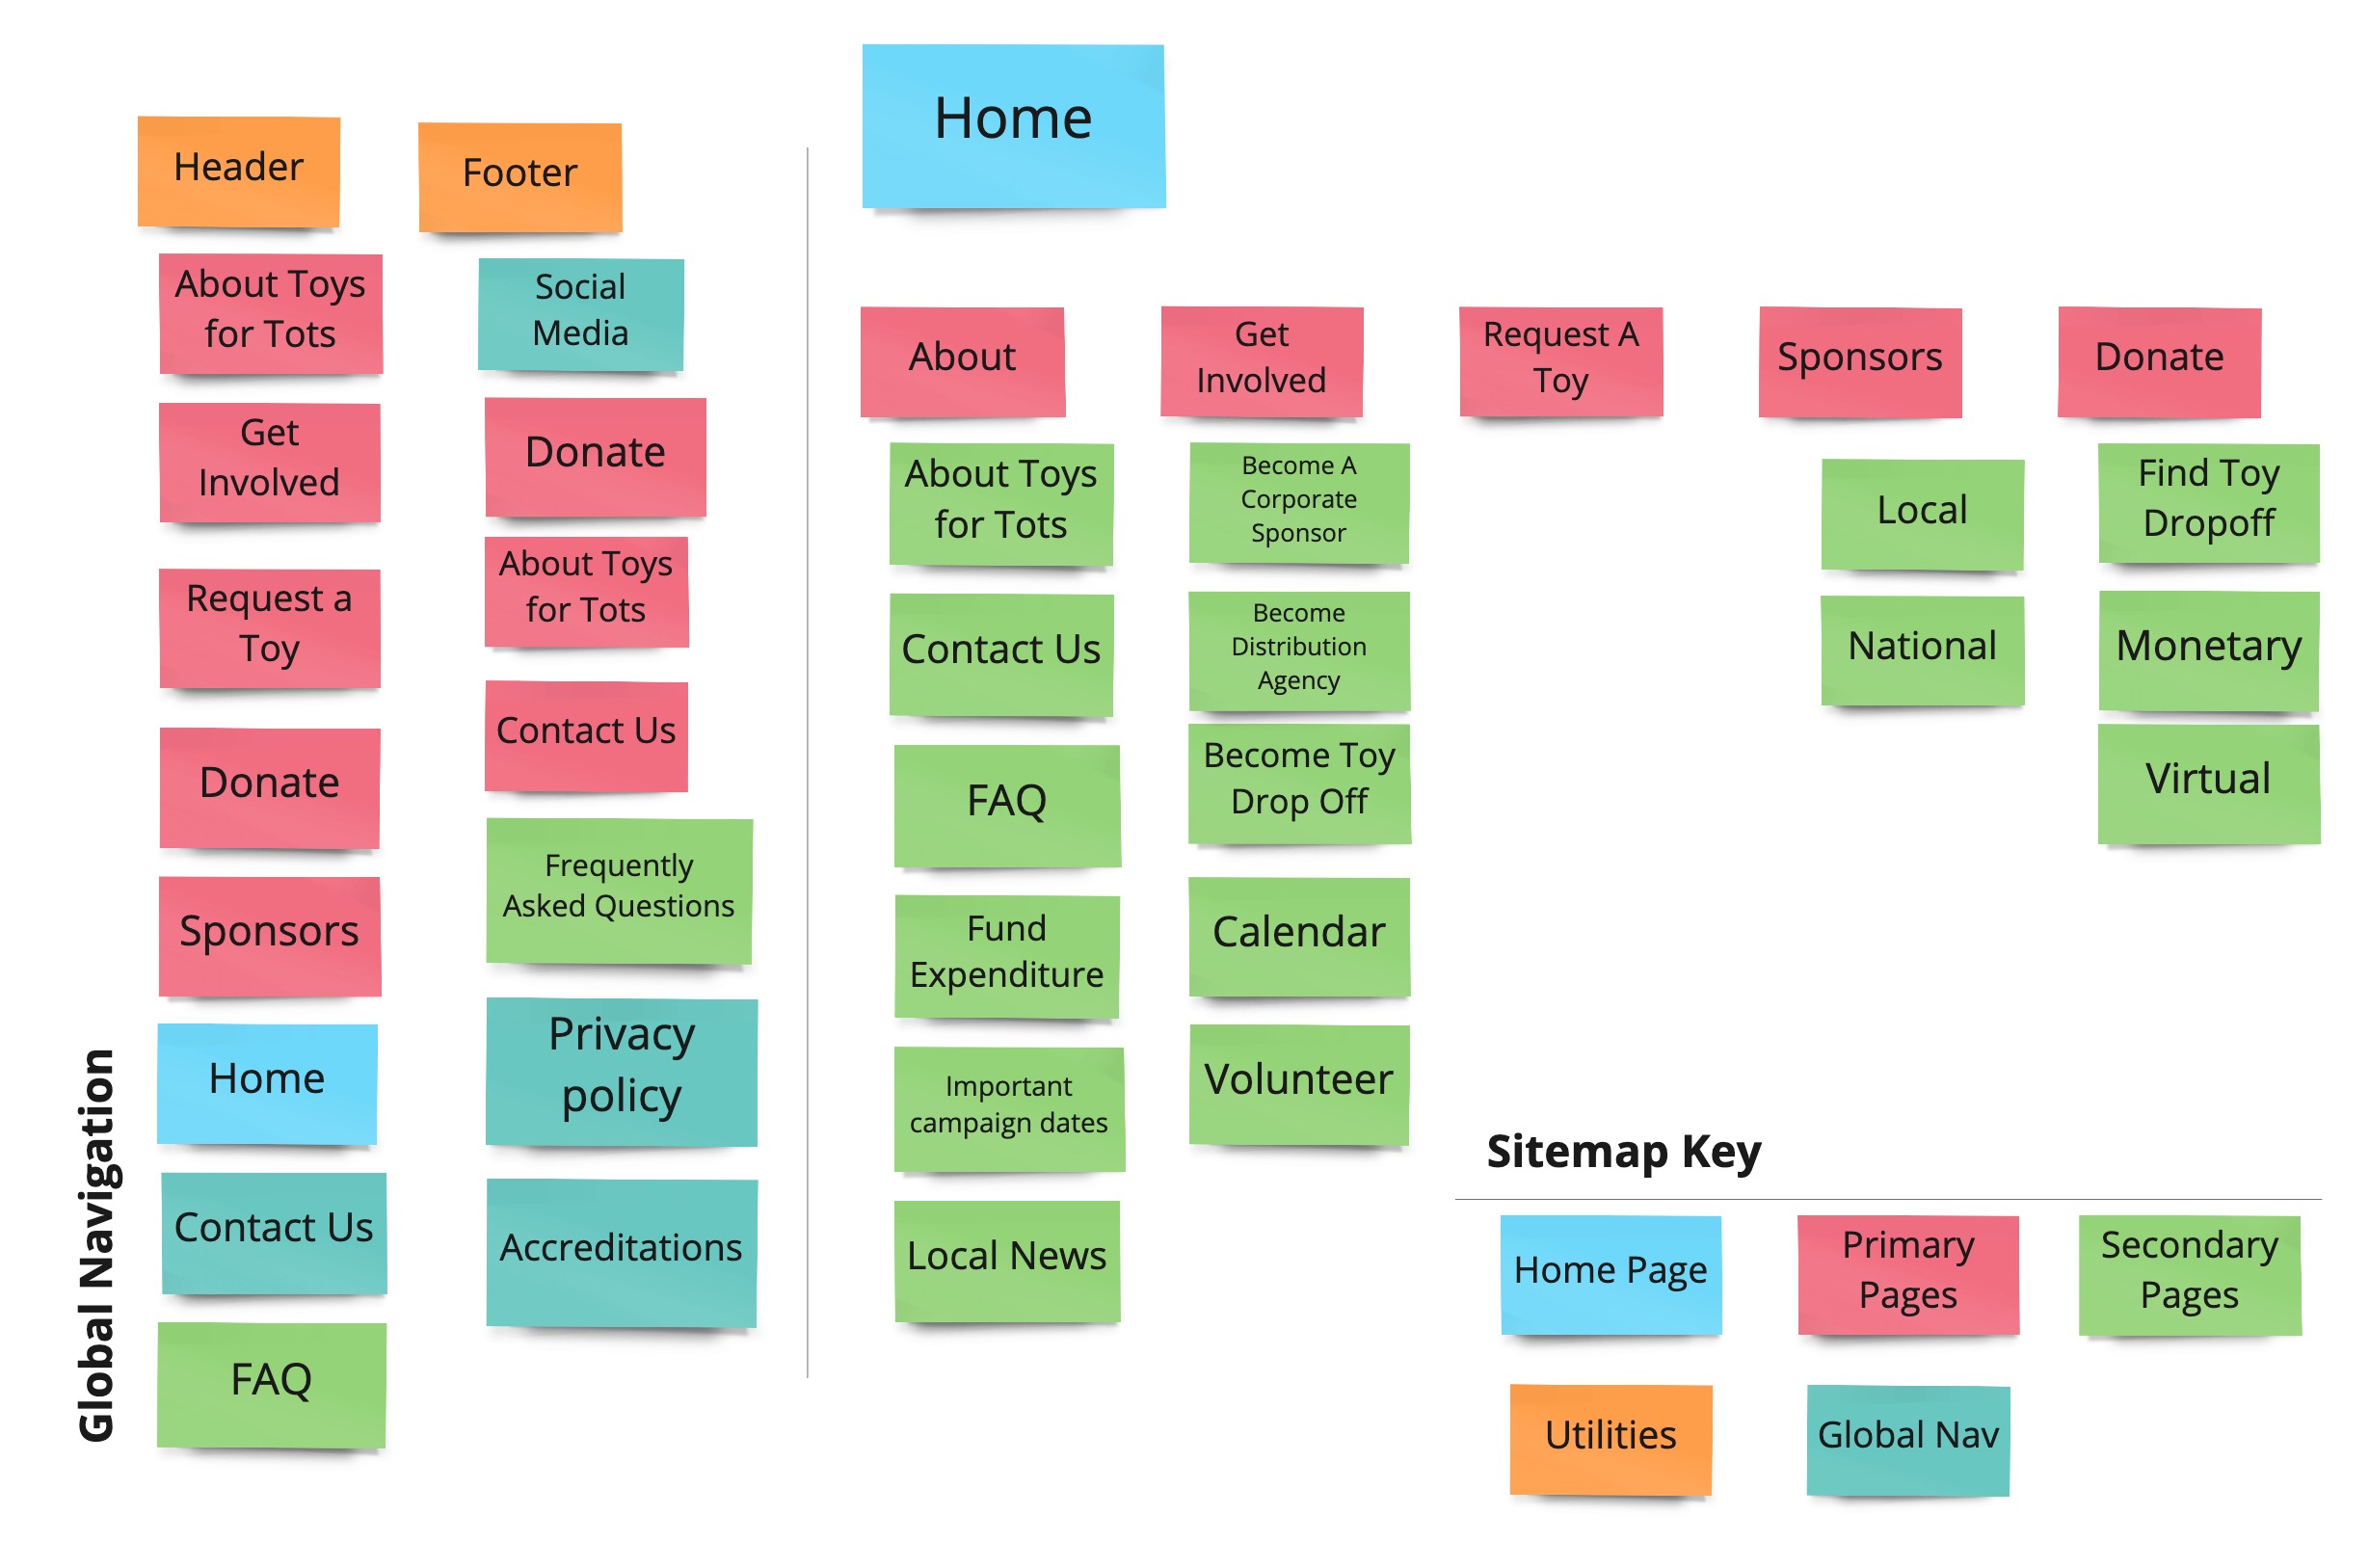 Header
About Toys
for Tots
Get
Involved
Request a
Toy
Donate
Sponsors
Home
Contact Us
FAQ
Global Navigation
Footer
Social
Media
Donate
About Toys
for Tots
Contact Us
Frequently
Asked Questions
Privacy
policy
Accreditations
Home
About
About Toys
for Tots
Contact Us
FAQ
Fund
Expenditure
Important
campaign dates
Local News
Get
Involved
Become A
Corporate
Sponsor
Become
Distribution
Agency
Become Toy
Drop Off
Calendar
Volunteer
Request A
Toy
Sponsors
Local
National
Donate
Find Toy
Dropoff
Monetary
Virtual
Sitemap Key
Home Page
Primary
Pages
Secondary
Pages
Utilities
Global Nav